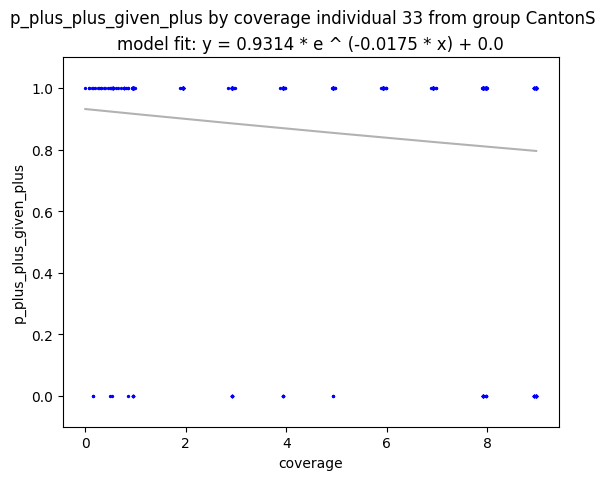 p_plus_plus_given_plus by coverage individual 33 from group CantonS
model fit: y = 0.9314 * e ^ (-0.0175 * x) + 0.0
1.0
0.8
0.6
0.4
0.2
0.0
p_plus_plus_given_plus
0 2 4 6 8
coverage